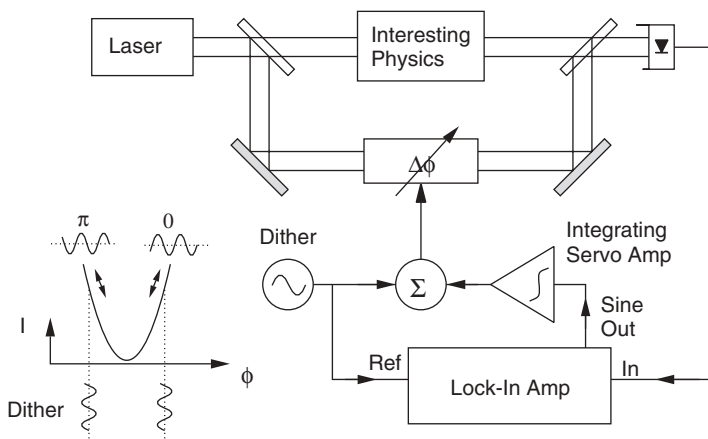 Laser
Interesting
Physics
Δϕ
π
0
Dither
Integrating
Servo Amp
Σ
Sine
Out
I
ϕ
Ref
In
Lock-In Amp
Dither